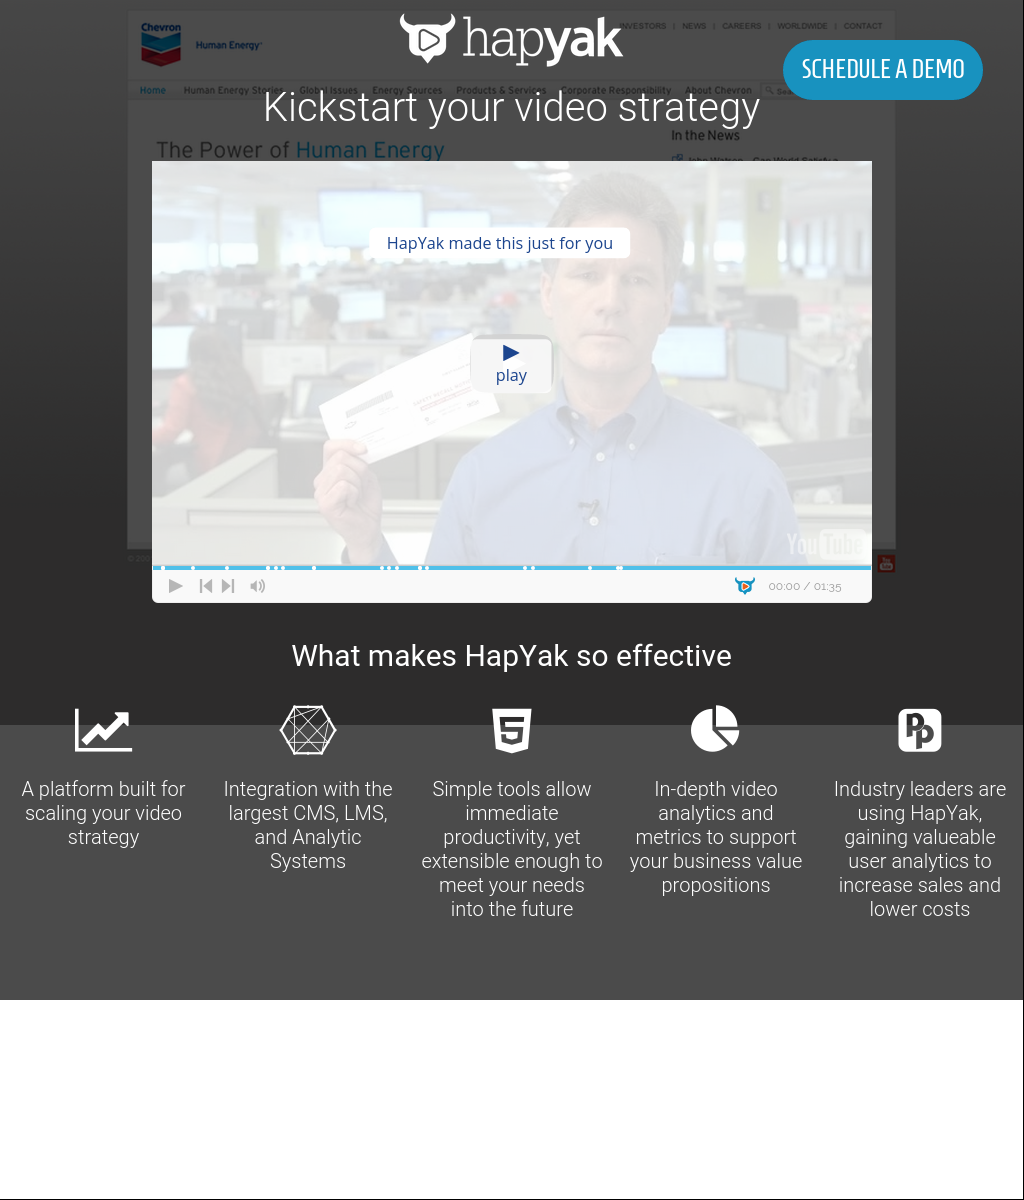 Chevron
Human Energy
INVESTORS | NEWS | CAREERS | WORLDWIDE | CONTACT
hapyak
SCHEDULE A DEMO
Home Human Energy Stories Global Issues Energy Sources Products & Services Corporate Responsibility About Chevron
Kickstart your video strategy
In the News
The Power of Human Energy
HapYak made this just for you
play
YouTube
00:00 / 01:35
You Tube
What makes HapYak so effective
A platform built for
scaling your video
strategy
Integration with the
largest CMS, LMS,
and Analytic
Systems
5
Simple tools allow
immediate
productivity, yet
extensible enough to
meet your needs
into the future
In-depth video
analytics and
metrics to support
your business value
propositions
Pp
Industry leaders are
using HapYak,
gaining valueable
user analytics to
increase sales and
lower costs